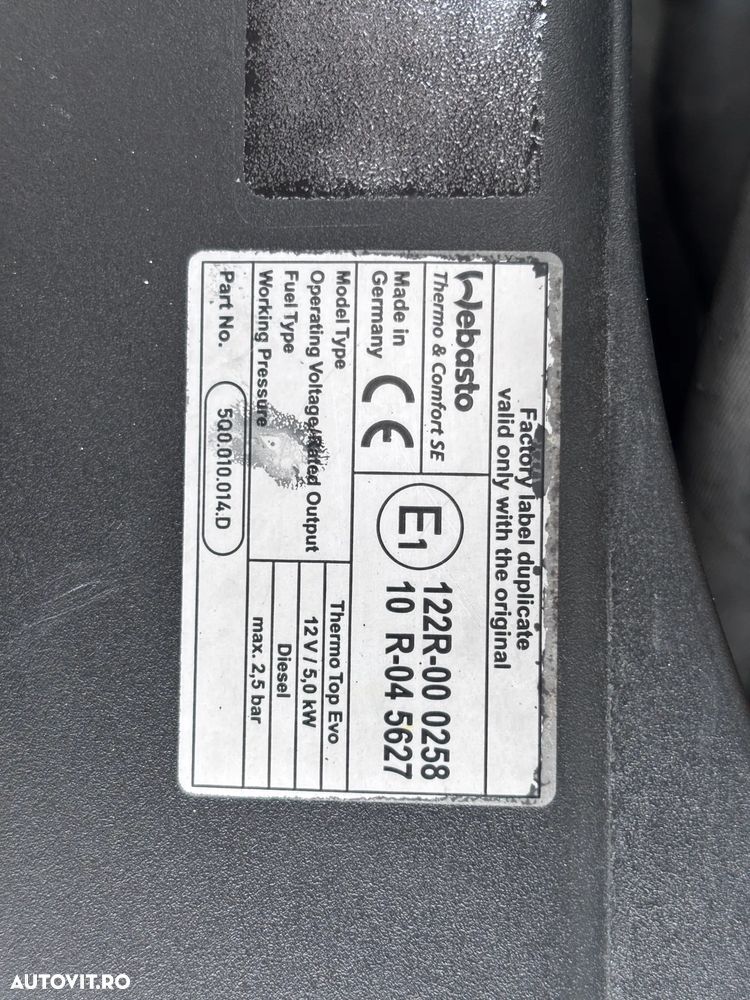 Factory label duplicate
valid only with the original
Webasto
Thermo & Comfort SE
Made in
Germany
CE
E1
122R-00 0258
10 R-04 5627
Model Type Thermo Top Evo
Operating Voltage/Rated Output 12 V / 5,0 kW
Fuel Type Diesel
Working Pressure max. 2,5 bar
Part No. 5Q0.010.014.D
AUTOVIT.RO